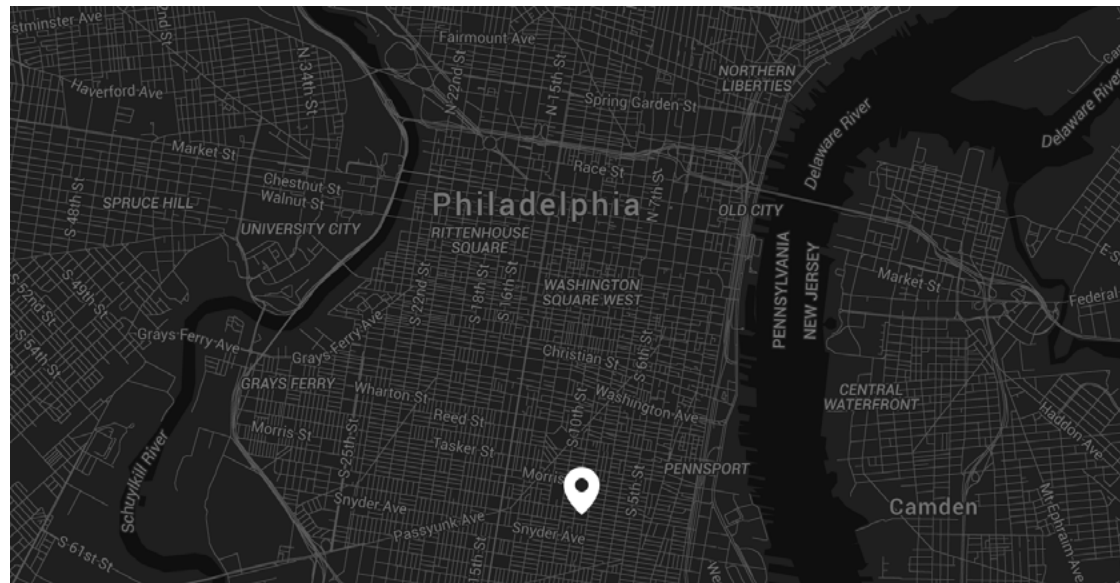 stminster Ave
nd St
Fairmount Ave
N 34th St
N 22nd St
N 15th St
NORTHERN
LIBERTIES
Haverford Ave
Spring Garden St
Delaware River
Delaware River
Market St
Race St
Chestnut St
Walnut St
S 48th St
SPRUCE HILL
Philadelphia
N 7th St
OLD CITY
UNIVERSITY CITY
RITTENHOUSE
SQUARE
PENNSYLVANIA
NEW JERSEY
S 49th St
S 52nd St
S 22nd St
S 18th St
S 16th St
WASHINGTON
SQUARE WEST
Market St
Federal
S 54th St
Grays Ferry Ave
Grays Ferry Ave
Christian St
S 6th St
GRAYS FERRY
Wharton St
Washington Ave
CENTRAL
WATERFRONT
Reed St
S 10th St
Haddon Ave
Morris St
S 25th St
Tasker St
Morris
PENNSPORT
Schuylkill River
Snyder Ave
Passyunk Ave
Snyder Ave
S 5th St
Camden
Mt Ephraim Ave
S 61st St
15th St
We